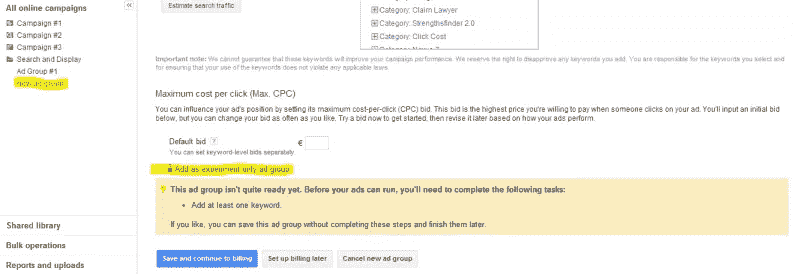 All online campaigns
Campaign #1
Campaign #2
Campaign #3
Search and Display
Ad Group #1
new ad group
Shared library
Bulk operations
Reports and uploads
Estimate search traffic
Category: Claim Lawyer
Category: Strengthsfinder 2.0
Category: Click Cost
Category:
Important note: We cannot guarantee that these keywords will improve your campaign performance. We reserve the right to disapprove any keywords you add. You are responsible for the keywords you select and
for ensuring that your use of the keywords does not violate any applicable laws.
Maximum cost per click (Max. CPC)
You can influence your ad's position by setting its maximum cost-per-click (CPC) bid. This bid is the highest price you're willing to pay when someone clicks on your ad. You'll input an initial bid
below, but you can change your bid as often as you like. Try a bid now to get started, then revise it later based on how your ads perform.
Default bid ? €
You can set keyword-level bids separately.
Add as experiment only ad group
This ad group isn't quite ready yet. Before your ads can run, you'll need to complete the following tasks:
• Add at least one keyword.
If you like, you can save this ad group without completing these steps and finish them later.
Save and continue to billing
Set up billing later
Cancel new ad group